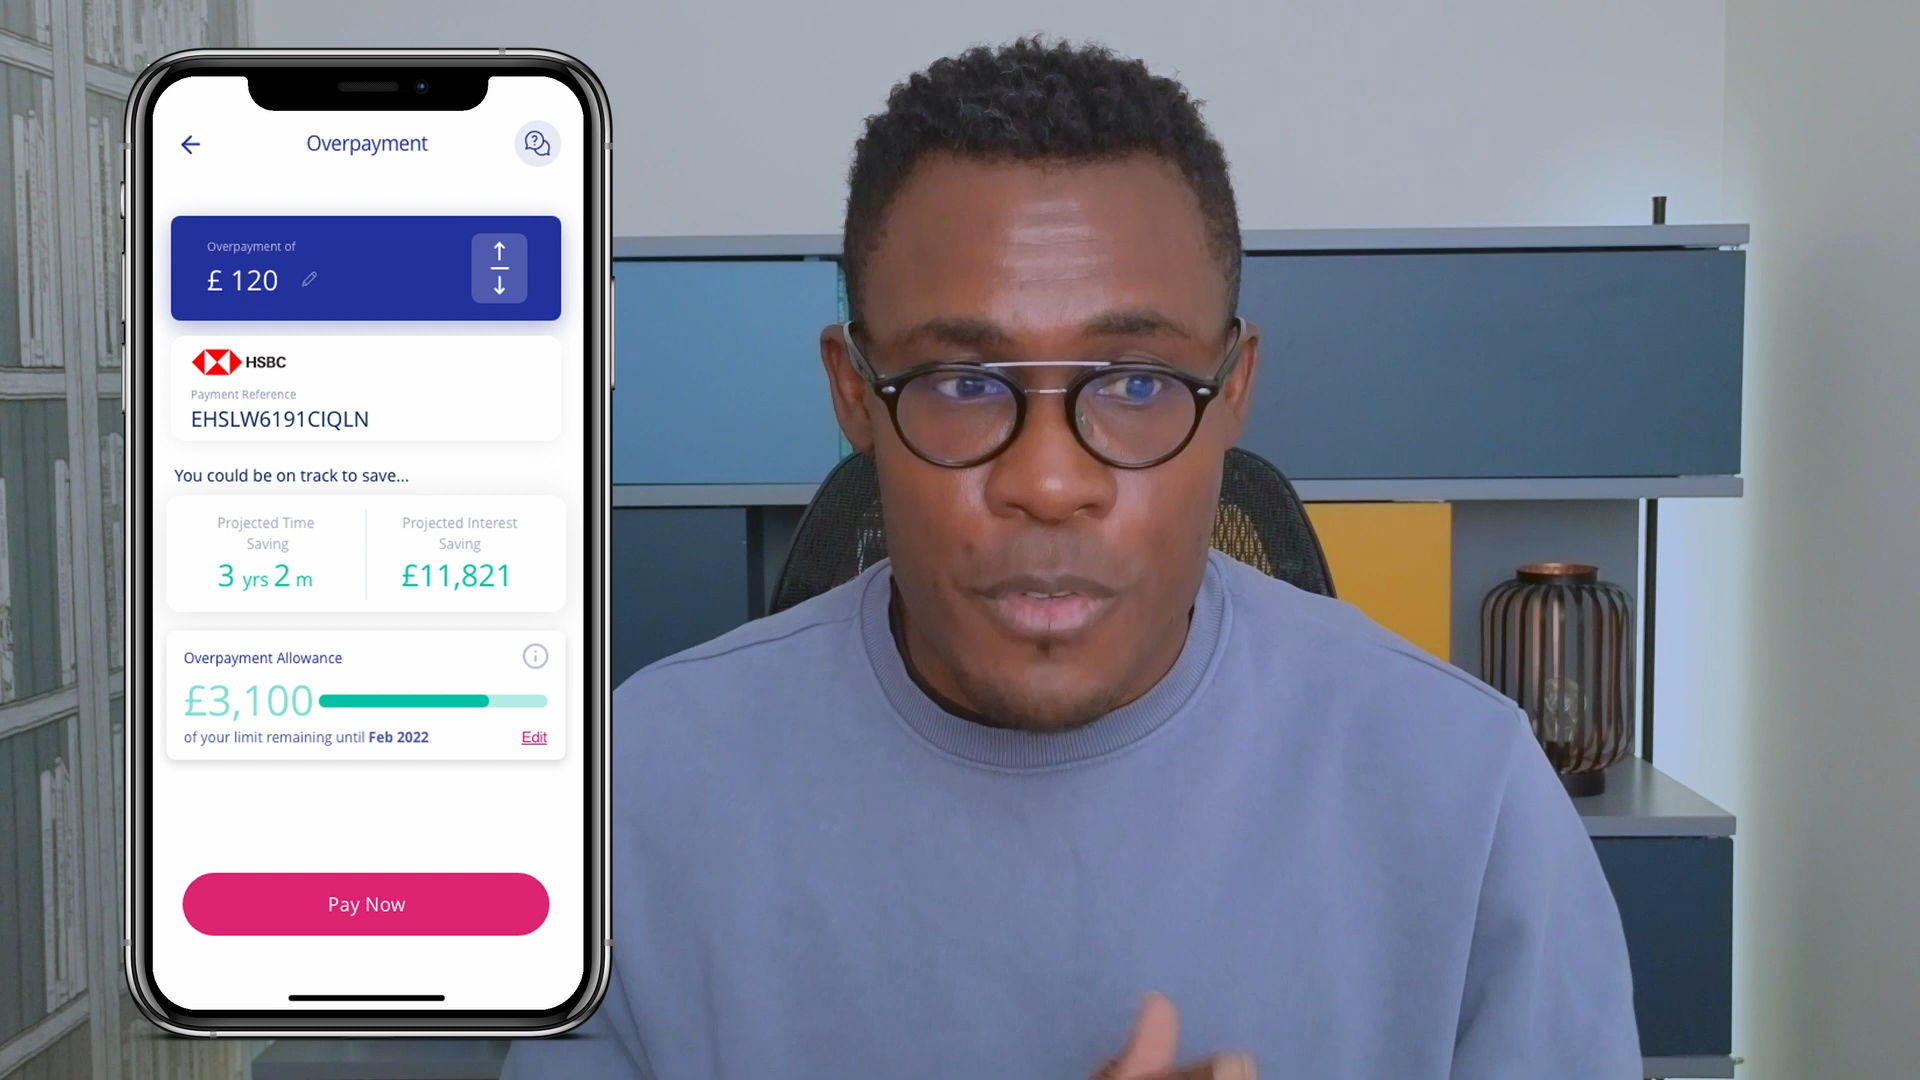 Overpayment
Overpayment of
£ 120
HSBC
Payment Reference
EHSLW6191CIQLN
You could be on track to save...
Projected Time
Saving
3 yrs 2 m
Projected Interest
Saving
£11,821
Overpayment Allowance
£3,100
of your limit remaining until Feb 2022
Edit
Pay Now